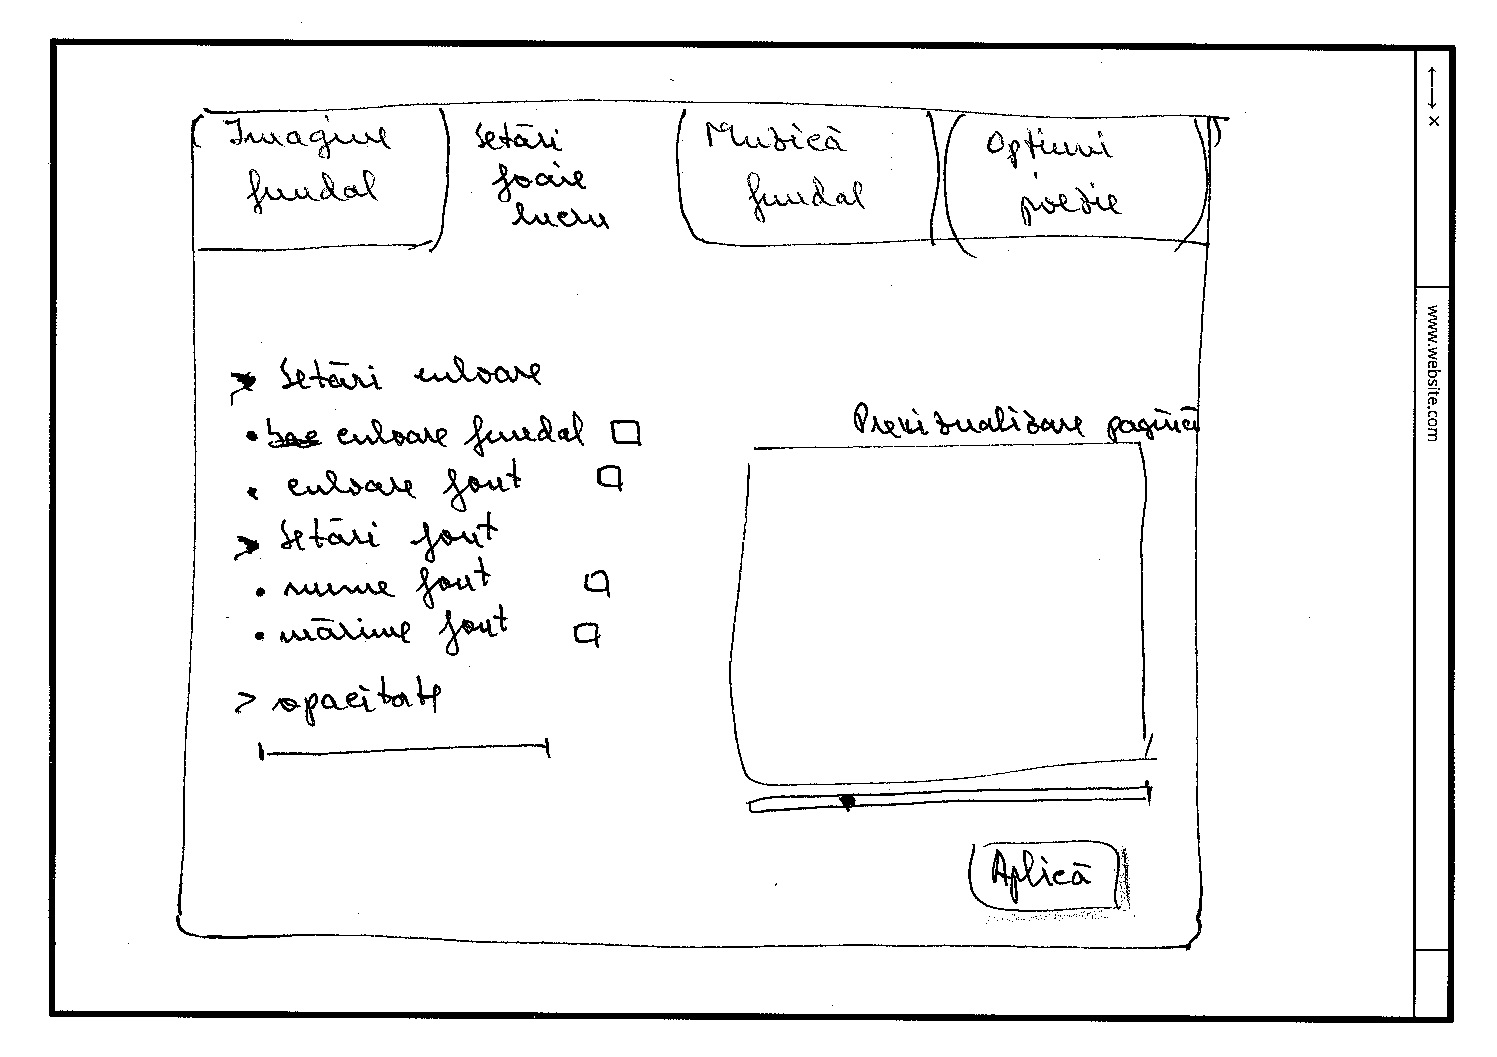 Imagine
fundal
Setări
foaie
lucru
Muzică
fundal
Opțiuni
poezie
> Setări culoare
• culoare fundal
• culoare font
> Setări font
• nume font
• mărime font
> opacitate
Previzualizare pagină
Aplică
www.website.com